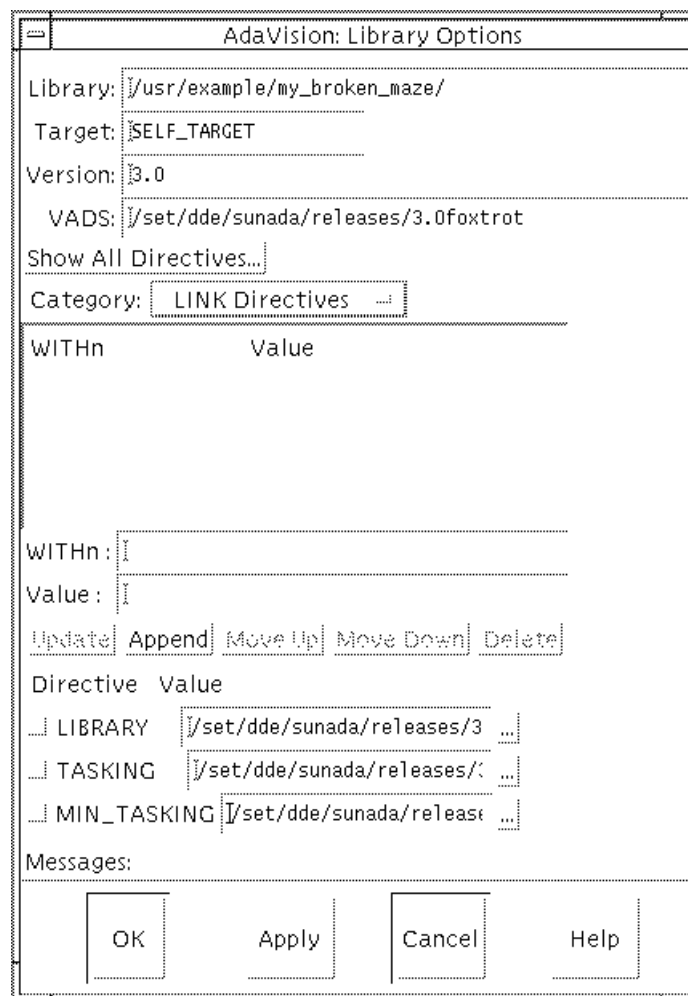 AdaVision: Library Options
Library: /usr/example/my_broken_maze/
Target: SELF_TARGET
Version: 3.0
VADS: /set/dde/sunada/releases/3.0foxtrot
Show All Directives...
Category: LINK Directives
WITHn Value
WITHn :
Value :
Update Append Move Up Move Down Delete
Directive Value
LIBRARY /set/dde/sunada/releases/3 ...
TASKING /set/dde/sunada/releases/ ...
MIN_TASKING /set/dde/sunada/release ...
Messages:
OK Apply Cancel Help